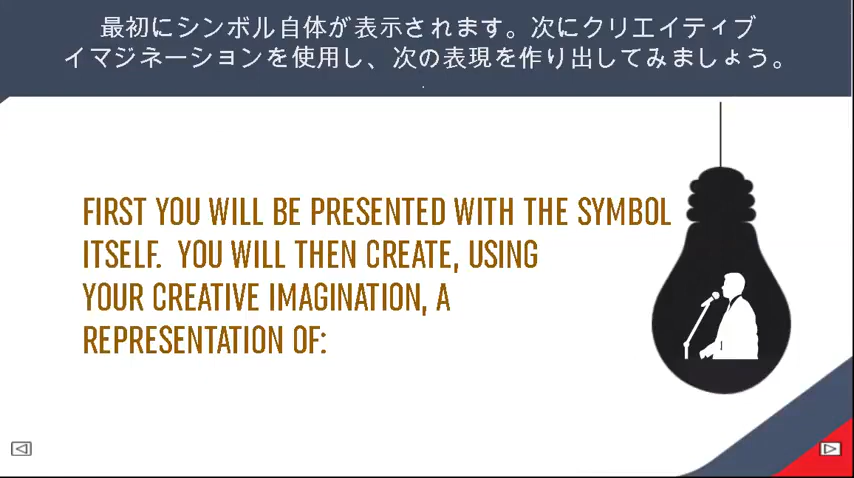 最初にシンボル自体が表示されます。次にクリエイティブ
イマジネーションを使用し、次の表現を作り出してみましょう。
.
FIRST YOU WILL BE PRESENTED WITH THE SYMBOL
ITSELF. YOU WILL THEN CREATE, USING
YOUR CREATIVE IMAGINATION, A
REPRESENTATION OF: